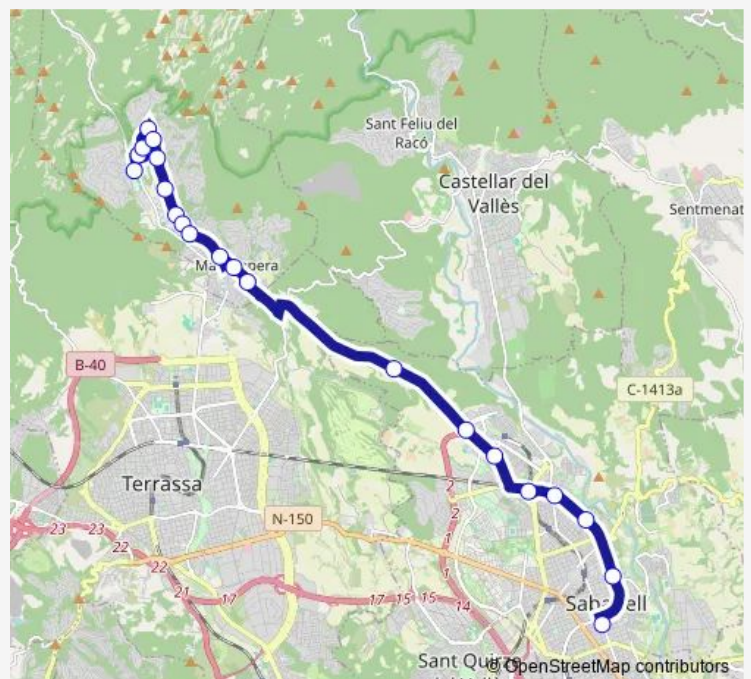 Sant Feliu del
Racó
Castellar del
Vallès
Sentmenat
B-40
C-1413a
Terrassa
N-150
2
2
1
1
23
23
22
22
21
17
17
15
15
14
Sant
© OpenStreetMap contributors